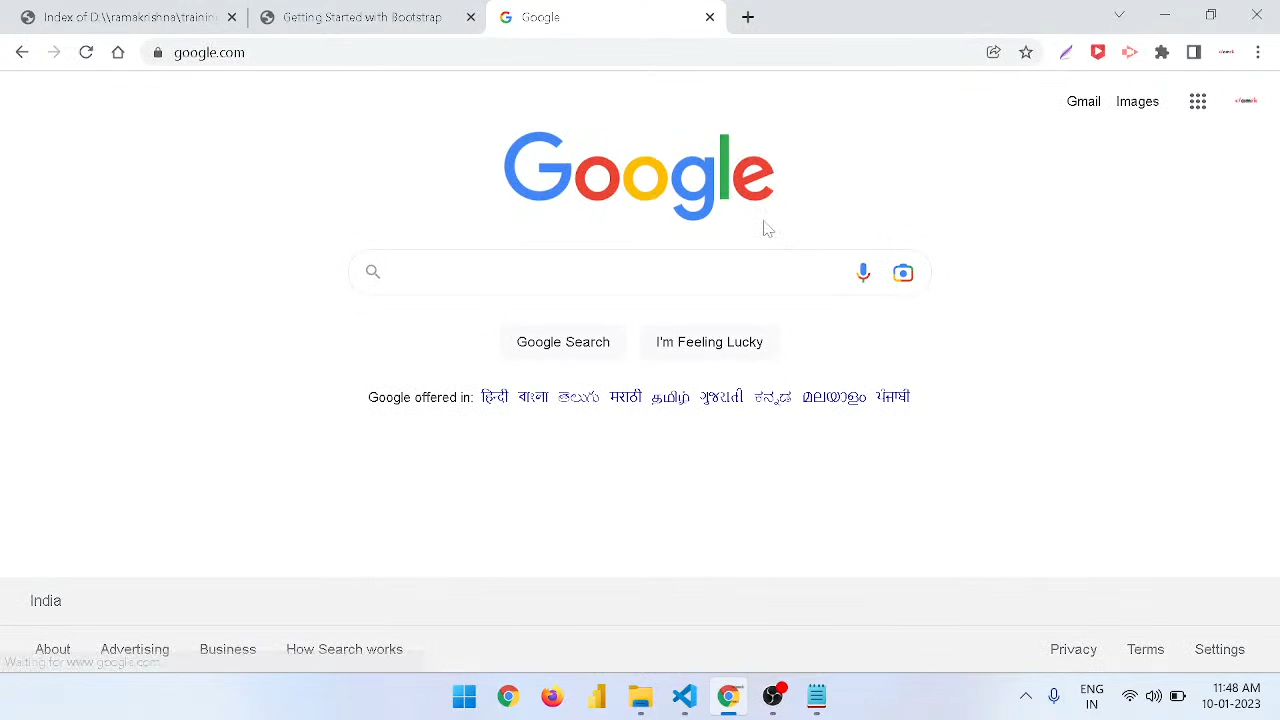 Index of D:\\ramakrishna\trainin
Getting Started with Bootstrap
Google
google.com
Gmail Images
Google
Google Search I'm Feeling Lucky
Google offered in: हिन्दी বাংলা తెలుగు मराठी தமிழ் ગુજરાતી ಕನ್ನಡ മലയാളം ਪੰਜਾਬੀ
India
About Advertising Business How Search works
Privacy Terms Settings
Waiting for www.google.com
ENG
IN
11:48 AM
10-01-2023